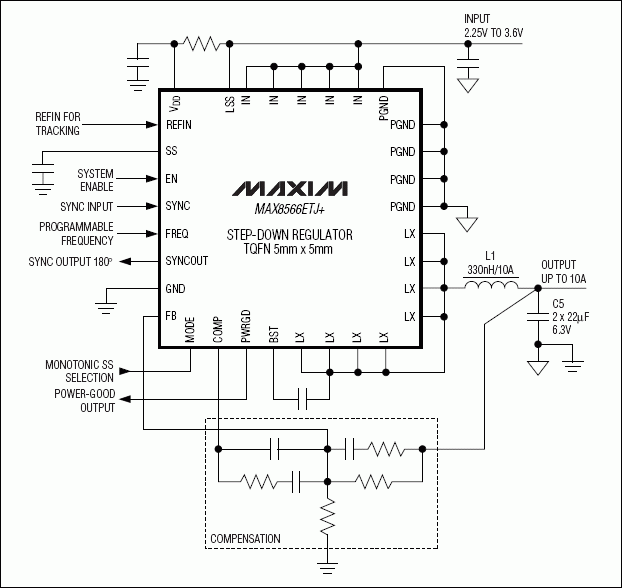 INPUT
2.25V TO 3.6V
VDD
LSS
IN
IN
IN
IN
IN
PGND
REFIN FOR
TRACKING
REFIN
PGND
SS
PGND
SYSTEM
ENABLE
EN
PGND
MAXIM
MAX8566ETJ+
SYNC INPUT
SYNC
PGND
PROGRAMMABLE
FREQUENCY
FREQ
STEP-DOWN REGULATOR
TQFN 5mm x 5mm
LX
SYNC OUTPUT 180º
SYNCOUT
LX
L1
330nH/10A
OUTPUT
UP TO 10A
GND
LX
FB
LX
C5
2 x 22µF
6.3V
MODE
COMP
PWRGD
BST
LX
LX
LX
LX
MONOTONIC SS
SELECTION
POWER-GOOD
OUTPUT
COMPENSATION